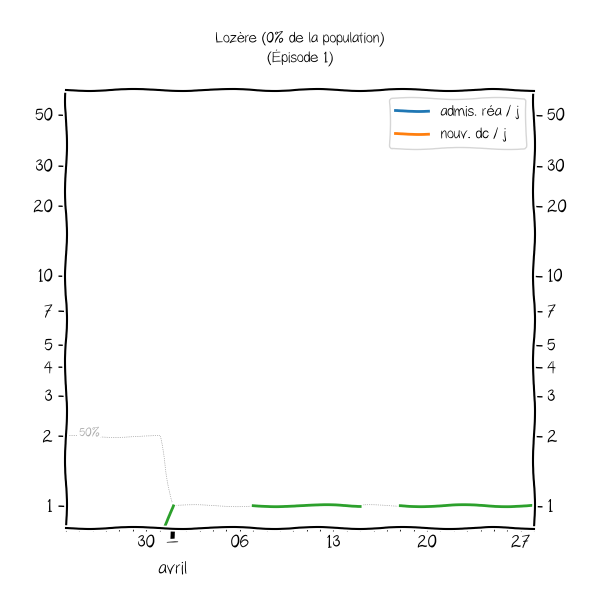 Lozère (0% de la population)
(Épisode 1)
admis. réa / j
nouv. dc / j
50 50
30 30
20 20
10 10
7 7
5 5
4 4
3 3
2 50% 2
1 1
30 1 06 13 20 27
avril